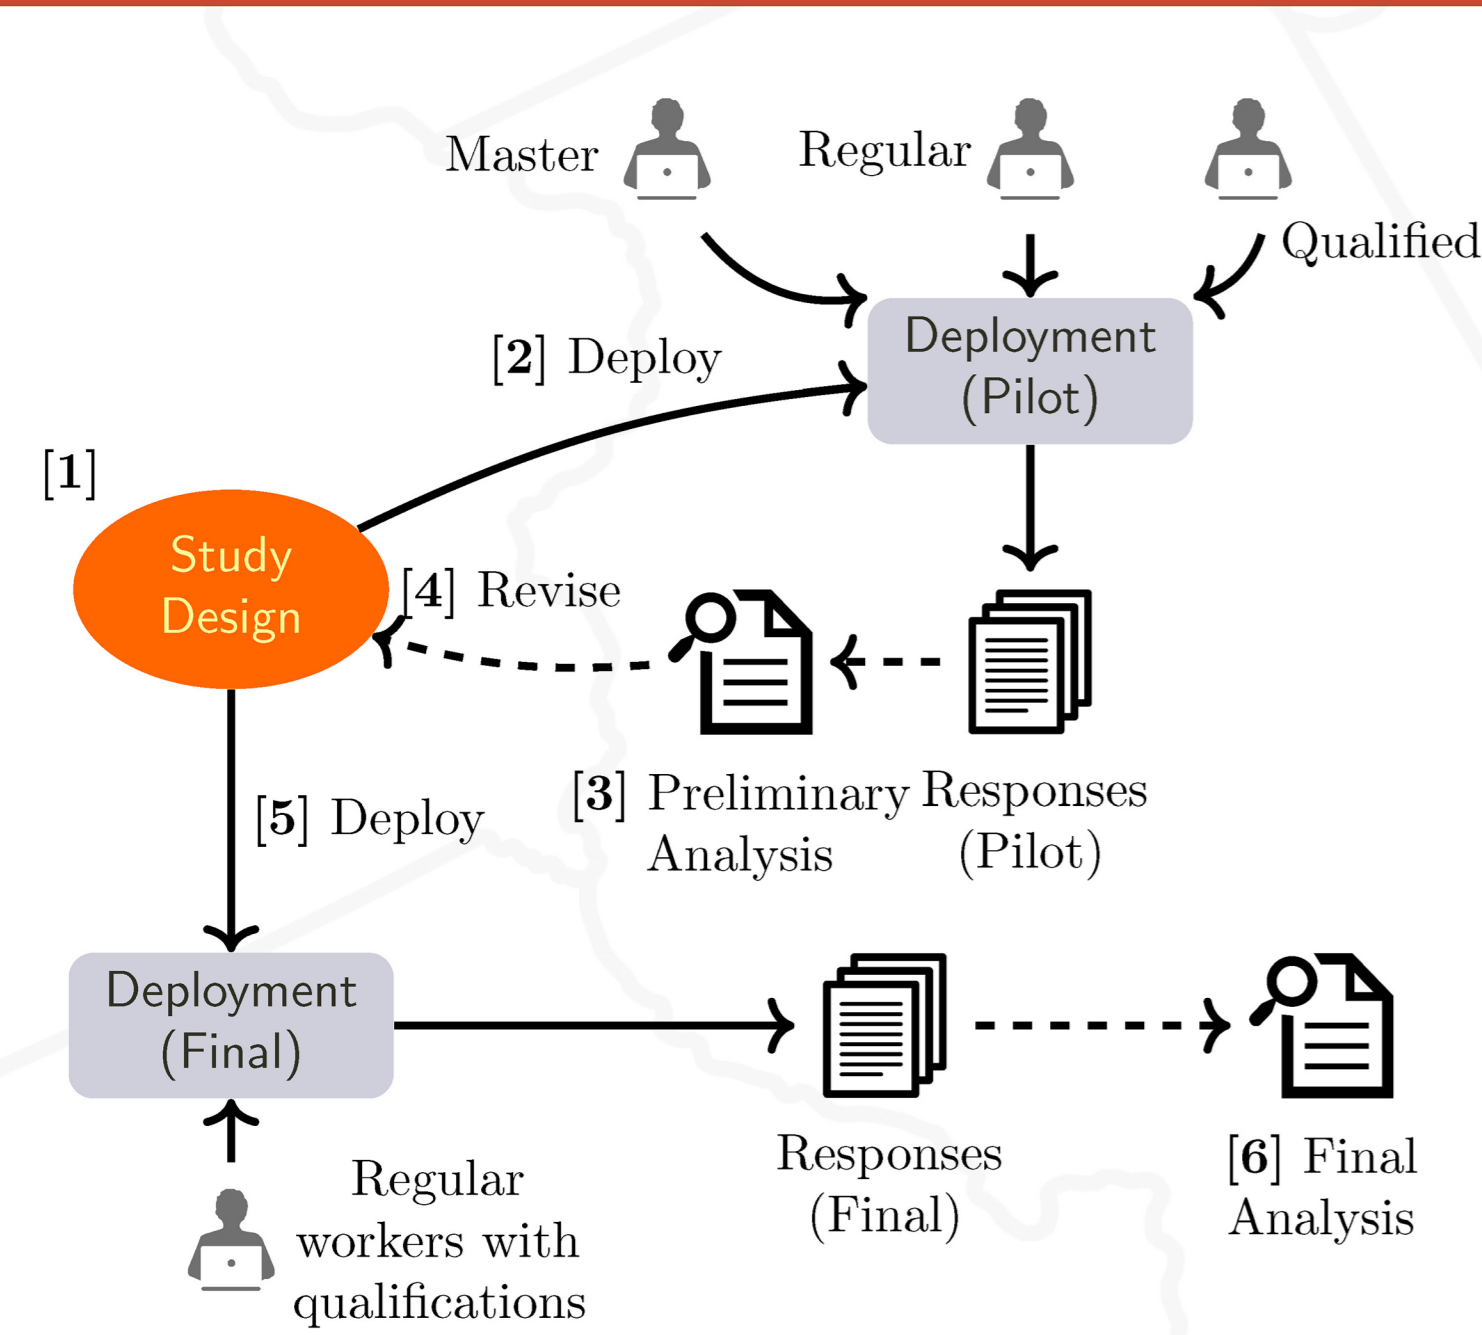 Master
Regular
Qualified
Deployment
(Pilot)
[2] Deploy
[1]
Study
Design
[4] Revise
[3] Preliminary
Analysis
Responses
(Pilot)
[5] Deploy
Deployment
(Final)
Regular
workers with
qualifications
Responses
(Final)
[6] Final
Analysis